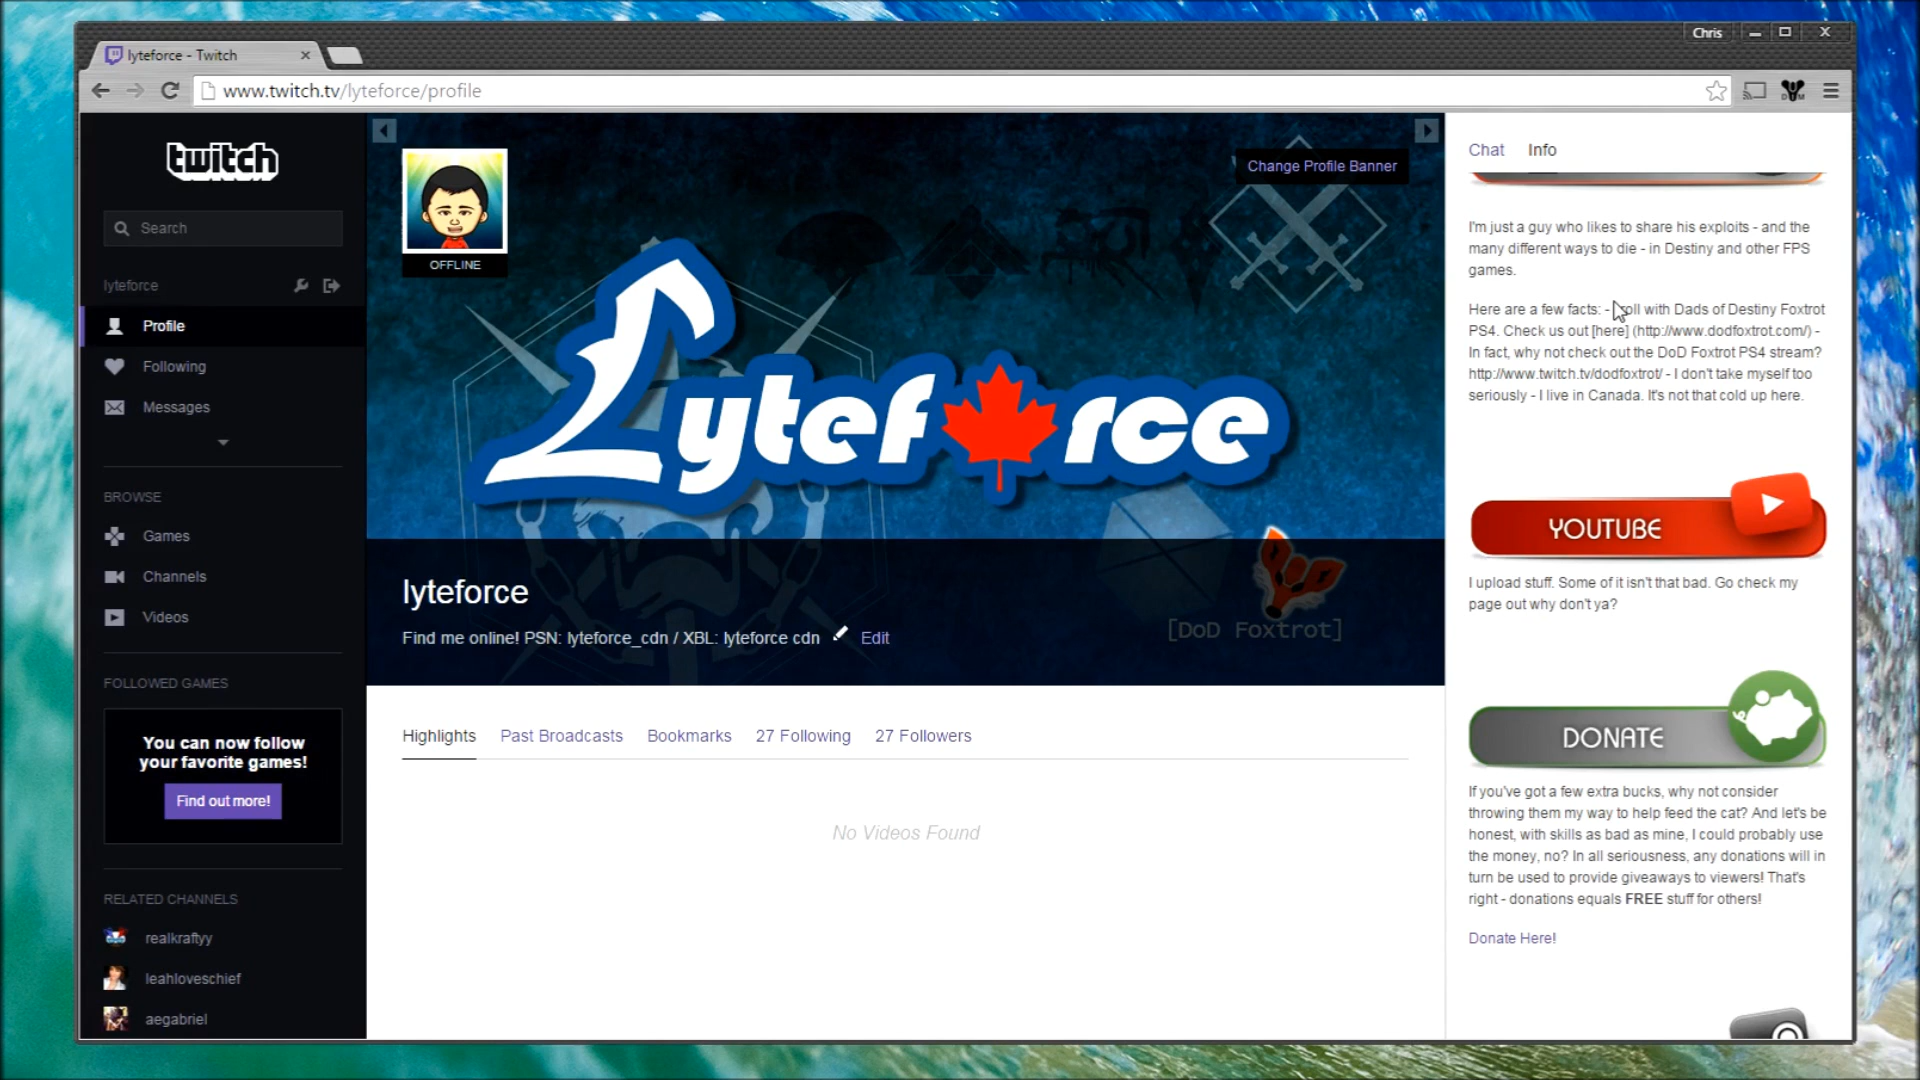 Chris
lyteforce - Twitch
www.twitch.tv/lyteforce/profile
twitch
Search
lyteforce
Profile
Following
Messages
BROWSE
Games
Channels
Videos
FOLLOWED GAMES
You can now follow
your favorite games!
Find out more!
RELATED CHANNELS
realkraftyy
leahloveschief
aegabriel
OFFLINE
Change Profile Banner
Lyteforce
lyteforce
Find me online! PSN: lyteforce_cdn / XBL: lyteforce cdn
Edit
[DoD Foxtrot]
Highlights
Past Broadcasts
Bookmarks
27 Following
27 Followers
No Videos Found
Chat
Info
I'm just a guy who likes to share his exploits - and the
many different ways to die - in Destiny and other FPS
games.
Here are a few facts: - roll with Dads of Destiny Foxtrot
PS4. Check us out [here] (http://www.dodfoxtrot.com/) -
In fact, why not check out the DoD Foxtrot PS4 stream?
http://www.twitch.tv/dodfoxtrot/ - I don't take myself too
seriously - I live in Canada. It's not that cold up here.
YOUTUBE
I upload stuff. Some of it isn't that bad. Go check my
page out why don't ya?
DONATE
If you've got a few extra bucks, why not consider
throwing them my way to help feed the cat? And let's be
honest, with skills as bad as mine, I could probably use
the money, no? In all seriousness, any donations will in
turn be used to provide giveaways to viewers! That's
right - donations equals FREE stuff for others!
Donate Here!